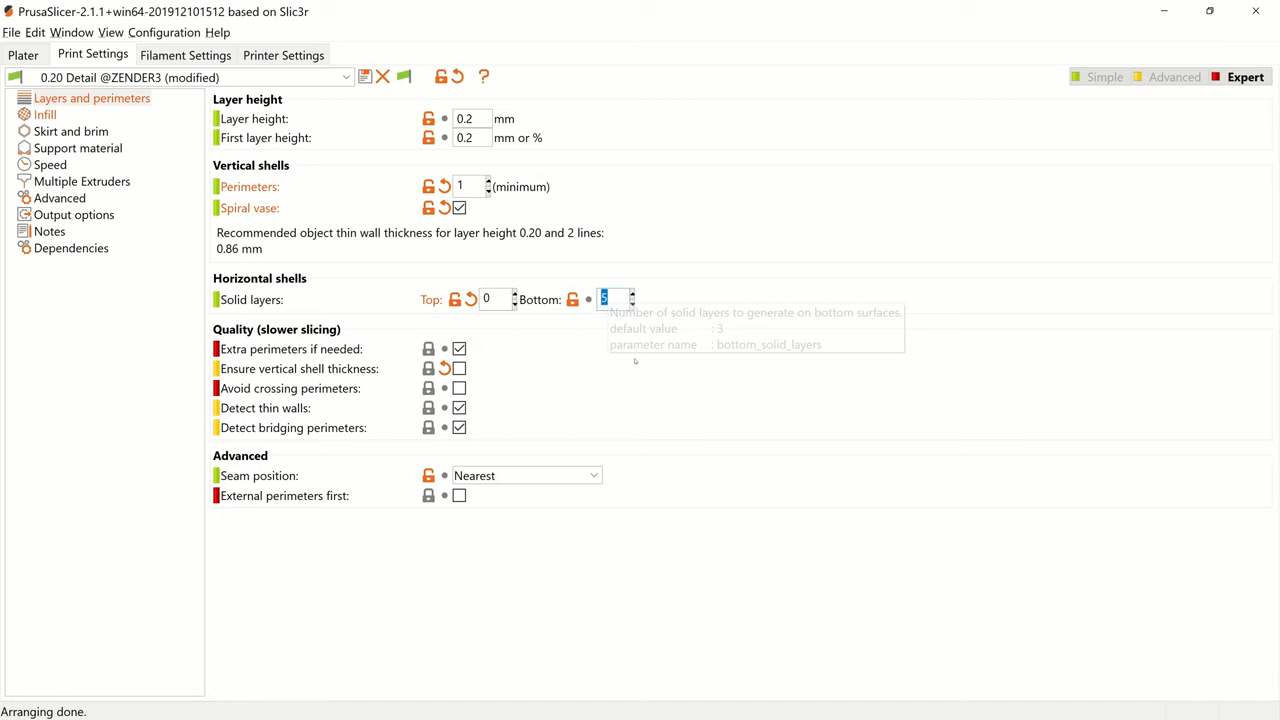 PrusaSlicer-2.1.1+win64-201912101512 based on Slic3r
File Edit Window View Configuration Help
Plater Print Settings Filament Settings Printer Settings
0.20 Detail @ZENDER3 (modified) ? Simple Advanced Expert
Layers and perimeters
Infill
Skirt and brim
Support material
Speed
Multiple Extruders
Advanced
Output options
Notes
Dependencies
Layer height
Layer height: 0.2 mm
First layer height: 0.2 mm or %
Vertical shells
Perimeters: 1 (minimum)
Spiral vase:
Recommended object thin wall thickness for layer height 0.20 and 2 lines:
0.86 mm
Horizontal shells
Solid layers: Top: 0 Bottom: 5
Number of solid layers to generate on bottom surfaces.
default value : 3
parameter name : bottom_solid_layers
Quality (slower slicing)
Extra perimeters if needed:
Ensure vertical shell thickness:
Avoid crossing perimeters:
Detect thin walls:
Detect bridging perimeters:
Advanced
Seam position: Nearest
External perimeters first:
Arranging done.